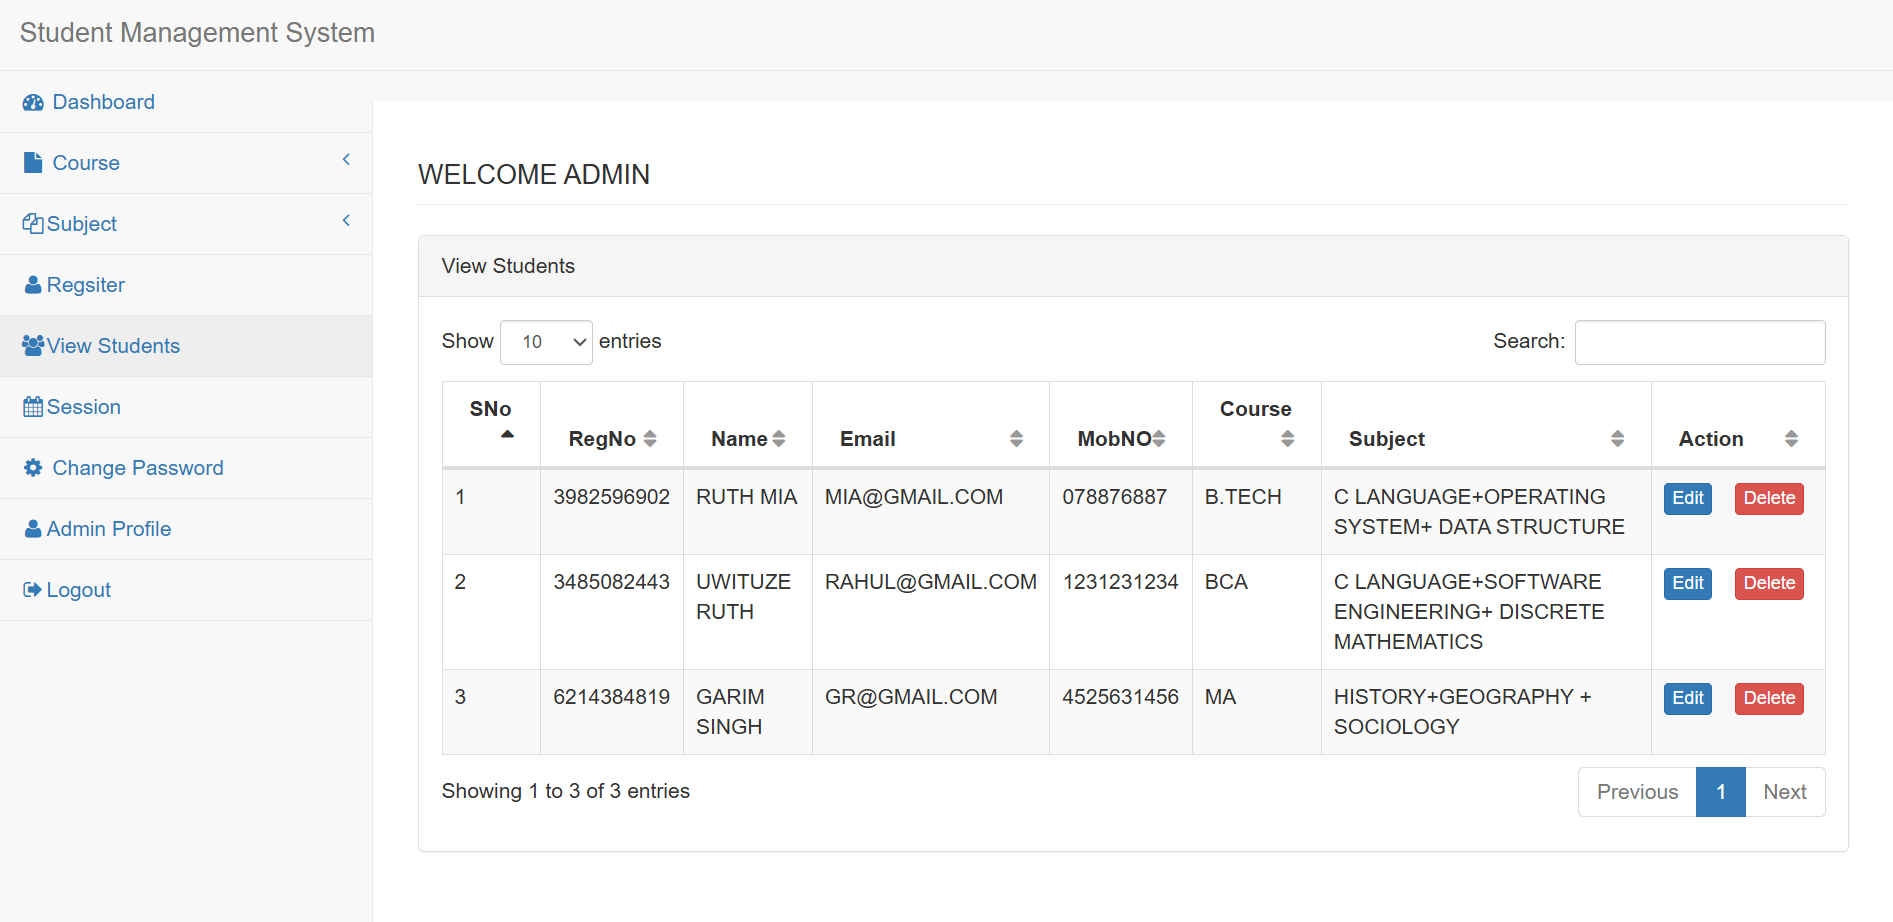 Student Management System
Dashboard
Course
Subject
Regsiter
View Students
Session
Change Password
Admin Profile
Logout
WELCOME ADMIN
View Students
Show 10 entries
Search:
SNo RegNo Name Email MobNO Course Subject Action
1 3982596902 RUTH MIA MIA@GMAIL.COM 078876887 B.TECH C LANGUAGE+OPERATING Edit Delete
SYSTEM+ DATA STRUCTURE
2 3485082443 UWITUZE RAHUL@GMAIL.COM 1231231234 BCA C LANGUAGE+SOFTWARE Edit Delete
RUTH ENGINEERING+ DISCRETE
MATHEMATICS
3 6214384819 GARIM GR@GMAIL.COM 4525631456 MA HISTORY+GEOGRAPHY + Edit Delete
SINGH SOCIOLOGY
Showing 1 to 3 of 3 entries
Previous 1 Next